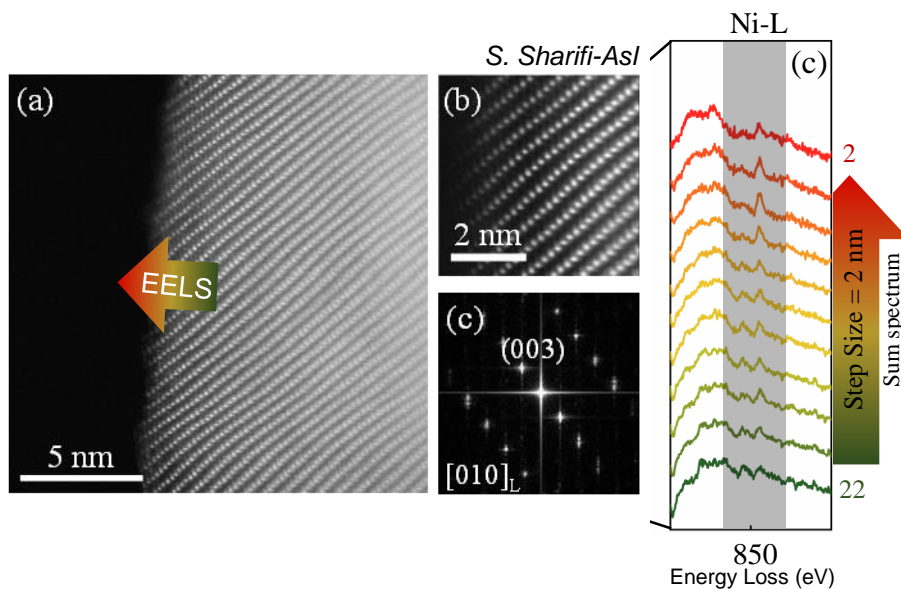 S. Sharifi-Asl
(a)
EELS
5 nm
(b)
2 nm
(c)
(003)
[010]L
Ni-L
(c)
2
Step Size = 2 nm
Sum spectrum
22
850
Energy Loss (eV)